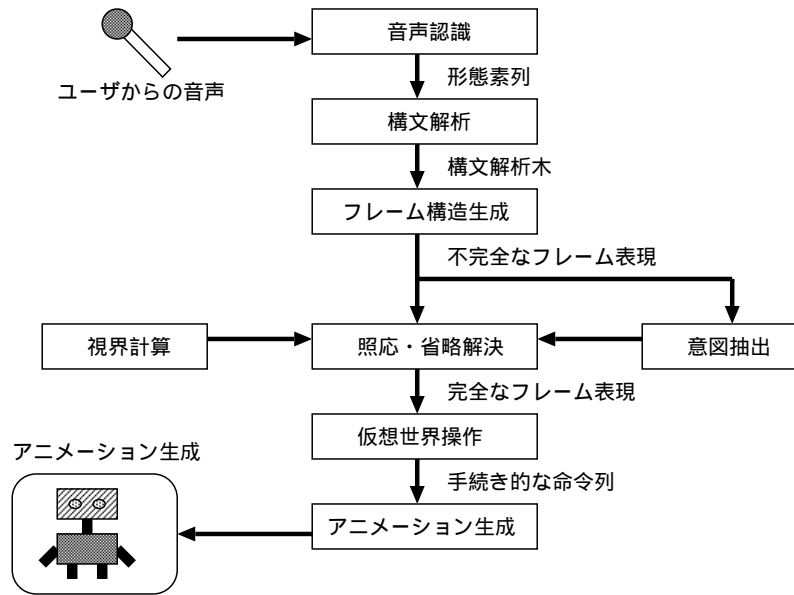 音声認識
ユーザからの音声
形態素列
構文解析
構文解析木
フレーム構造生成
不完全なフレーム表現
視界計算
照応・省略解決
意図抽出
完全なフレーム表現
仮想世界操作
アニメーション生成
手続き的な命令列
アニメーション生成